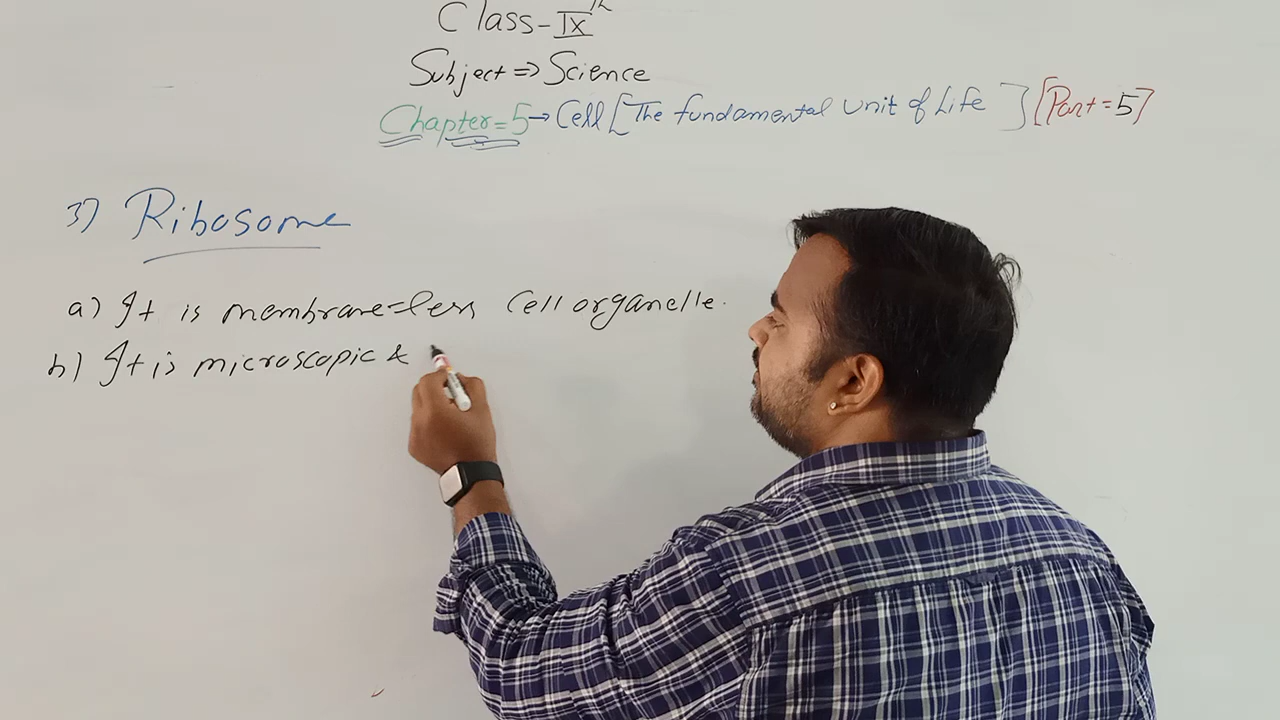 Class-IXth
Subject⇒Science
Chapter=5→Cell[The fundamental unit of Life][Part=5]
3) Ribosome
a) It is membrane=less Cell organelle.
b) It is microscopic &